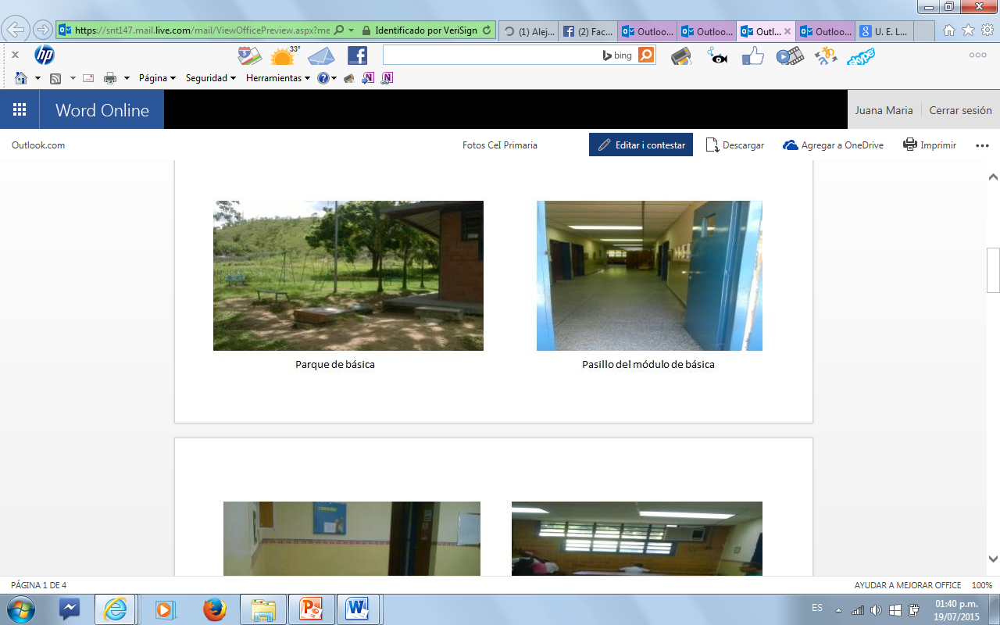 https://snt147.mail.live.com/mail/ViewOfficePreview.aspx?me
Identificado por VeriSign
(1) Alej...
(2) Fac...
Outloo...
Outloo...
Outl...
Outloo...
U. E. L...
hp
33°
bing
Página
Seguridad
Herramientas
Word Online
Juana Maria
Cerrar sesión
Outlook.com
Fotos CeI Primaria
Editar i contestar
Descargar
Agregar a OneDrive
Imprimir
Parque de básica
Pasillo del módulo de básica
Comedor
PÁGINA 1 DE 4
AYUDAR A MEJORAR OFFICE
100%
ES
01:40 p.m.
19/07/2015